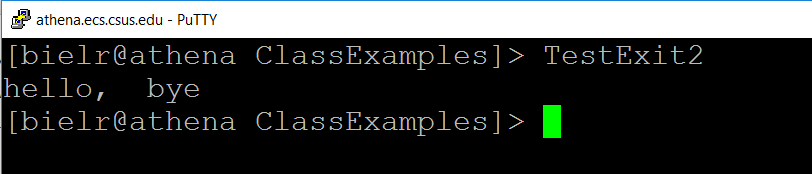 athena.ecs.csus.edu - PuTTY
[bielr@athena ClassExamples]> TestExit2
hello,  bye
[bielr@athena ClassExamples]>